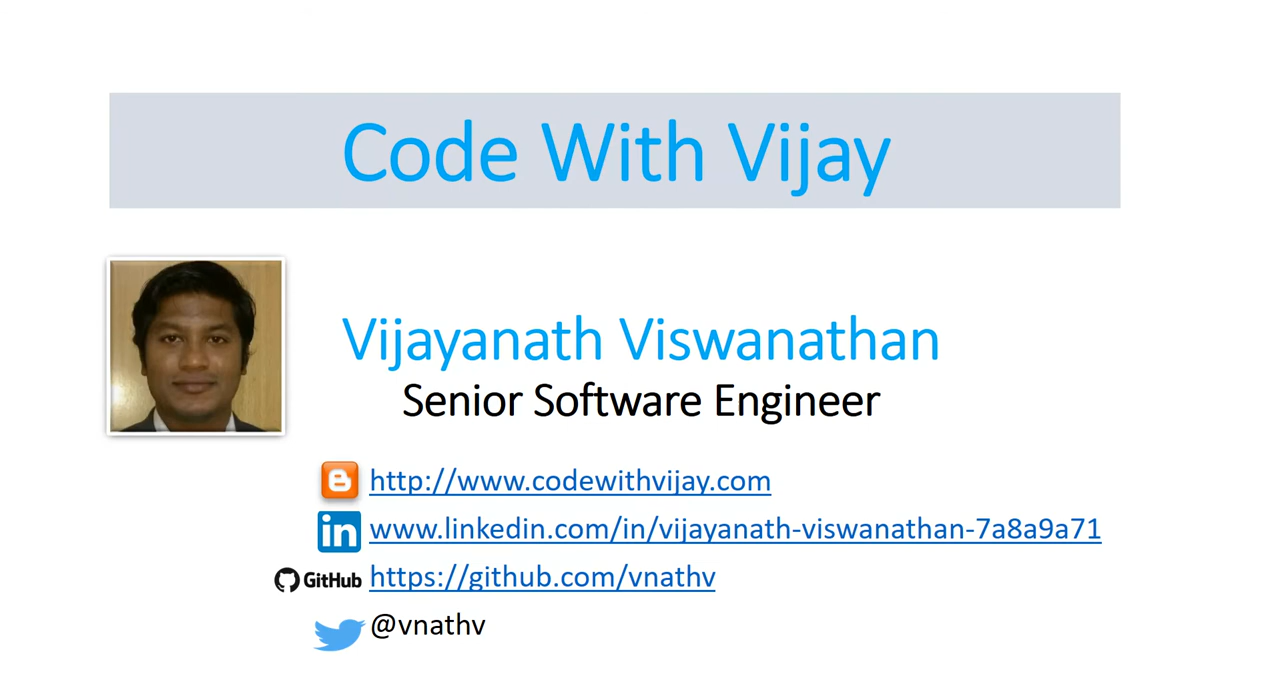 Code With Vijay
Vijayanath Viswanathan
Senior Software Engineer
http://www.codewithvijay.com
in www.linkedin.com/in/vijayanath-viswanathan-7a8a9a71
GitHub https://github.com/vnathv
@vnathv